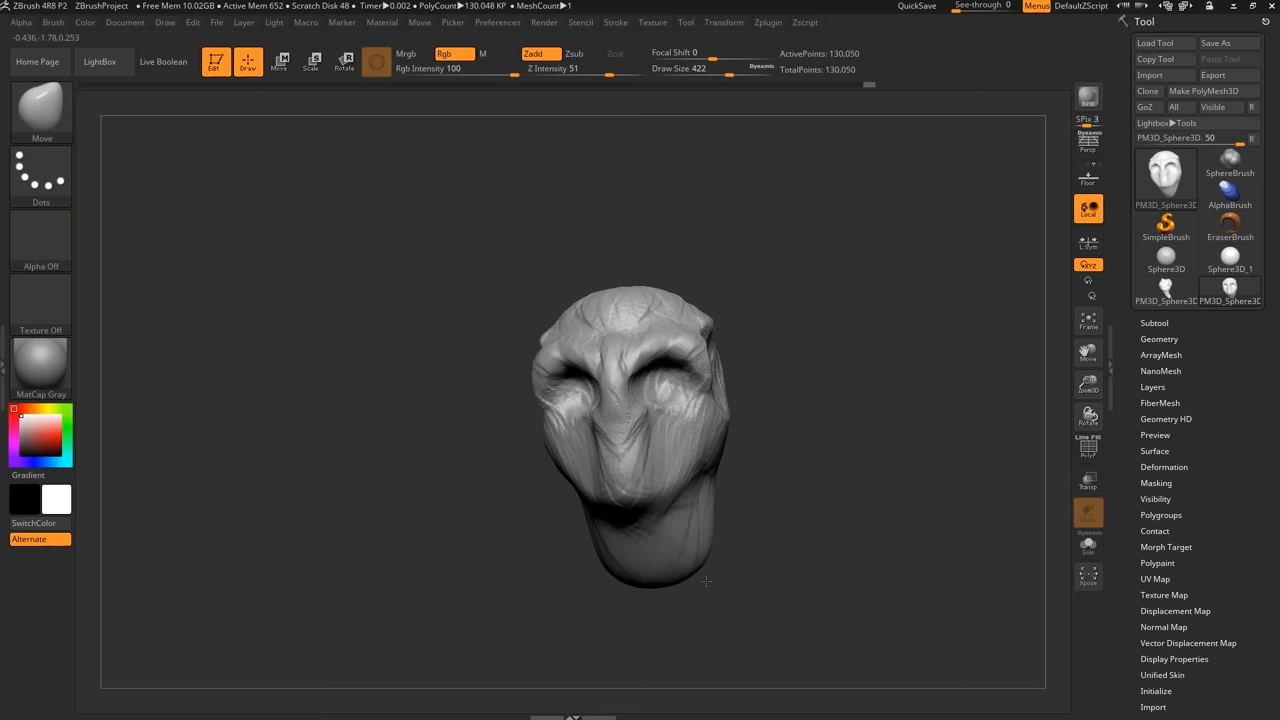 ZBrush 4R8 P2 ZBrushProject • Free Mem 10.02GB • Active Mem 652 • Scratch Disk 48 • Timer▶0.002 • PolyCount▶130.048 KP • MeshCount▶1 QuickSave See-through 0 Menus DefaultZScript
Alpha Brush Color Document Draw Edit File Layer Light Macro Marker Material Movie Picker Preferences Render Stencil Stroke Texture Tool Transform Zplugin Zscript
-0.436,-1.78,0.253
Home Page LightBox Live Boolean Edit Draw Move Scale Rotate
Mrgb Rgb M Zadd Zsub Zcut Focal Shift 0 ActivePoints: 130,050
Rgb Intensity 100 Z Intensity 51 Draw Size 422 Dynamic TotalPoints: 130,050
Move
Dots
Alpha Off
Texture Off
MatCap Gray
Gradient
SwitchColor
Alternate
BPR
SPix 3
Dynamic
Persp
Floor
Local
L.Sym
XYZ
Frame
Move
Zoom3D
Rotate
Line Fill
PolyF
Transp
Dynamic
Solo
Xpose
Tool
Load Tool Save As
Copy Tool Paste Tool
Import Export
Clone Make PolyMesh3D
GoZ All Visible R
Lightbox▶Tools
PM3D_Sphere3D. 50 R
SphereBrush
PM3D_Sphere3D AlphaBrush
SimpleBrush EraserBrush
Sphere3D Sphere3D_1
PM3D_Sphere3D PM3D_Sphere3D
Subtool
Geometry
ArrayMesh
NanoMesh
Layers
FiberMesh
Geometry HD
Preview
Surface
Deformation
Masking
Visibility
Polygroups
Contact
Morph Target
Polypaint
UV Map
Texture Map
Displacement Map
Normal Map
Vector Displacement Map
Display Properties
Unified Skin
Initialize
Import